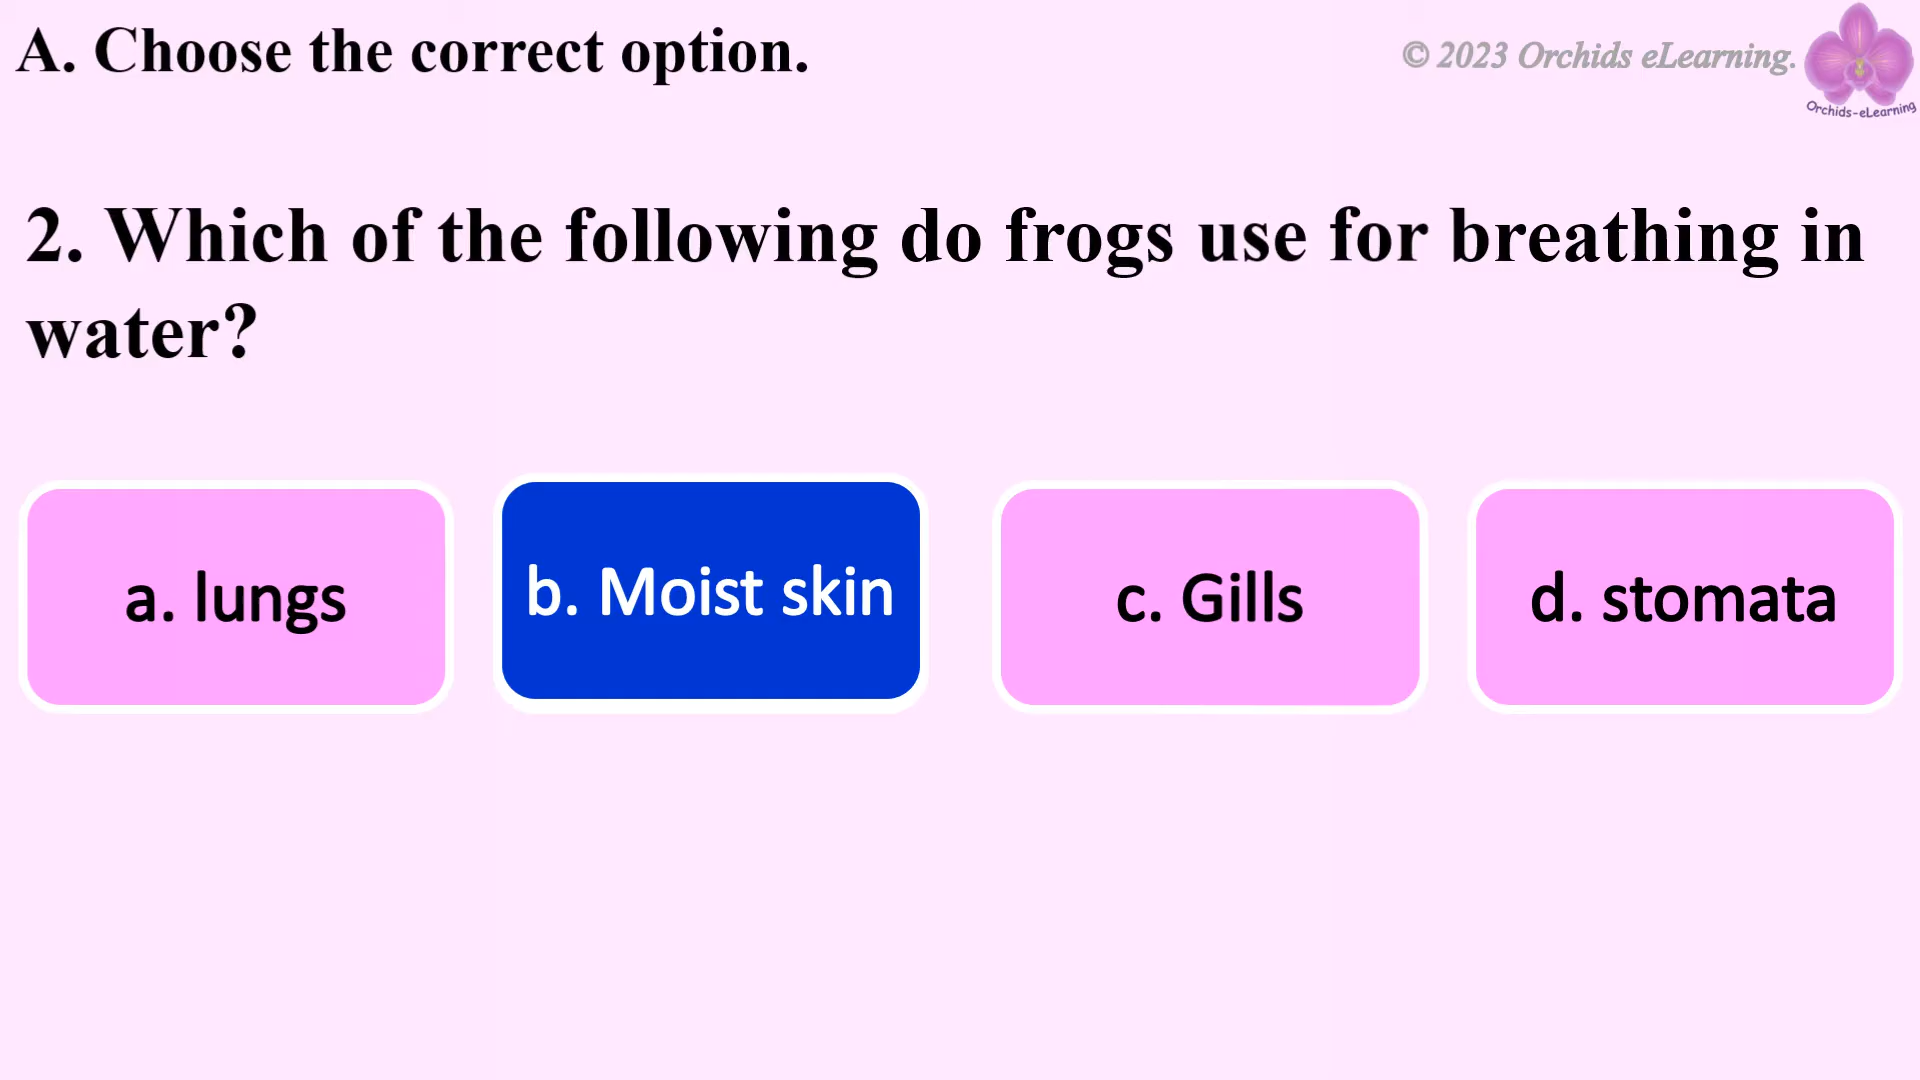 A. Choose the correct option.
© 2023 Orchids eLearning.
Orchids-eLearning
2. Which of the following do frogs use for breathing in
water?
a. lungs
b. Moist skin
c. Gills
d. stomata